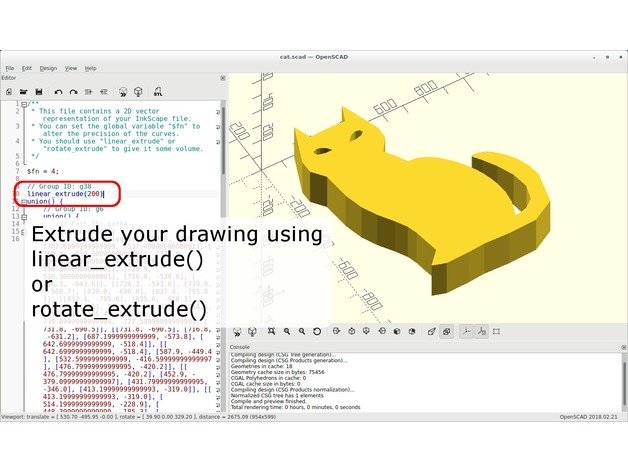 cat.scad — OpenSCAD
File Edit Design View Help
Editor
STL
1 /**
2 * This file contains a 2D vector
representation of your InkScape file.
3 * You can set the global variable "$fn" to
alter the precision of the curves.
4 * You should use "linear_extrude" or
"rotate_extrude" to give it some volume.
5 */
6
7 $fn = 4;
8
9 // Group ID: g38
10 linear_extrude(200)
11 union() {
12 // Group ID: g6
13 union() {
14
15
16
Extrude your drawing using
linear_extrude()
or
rotate_extrude()
731.8, -690.5]], [[731.8, -690.5], [716.8, -
631.2], [687.1999999999999, -573.8], [
642.6999999999999, -518.4]], [[
642.6999999999999, -518.4], [587.9, -449.4
], [532.5999999999999, -416.5999999999999
], [476.7999999999995, -420.2]], [[
476.7999999999995, -420.2], [452.9, -
379.09999999999997], [431.7999999999995,
-346.0], [413.19999999999993, -319.0]], [[
413.19999999999993, -319.0], [
514.1999999999999, -228.9], [
600
400
200
-200
-400
-600
-800
Console
Compiling design (CSG Tree generation)...
Compiling design (CSG Products generation)...
Geometries in cache: 18
Geometry cache size in bytes: 75456
CGAL Polyhedrons in cache: 0
CGAL cache size in bytes: 0
Compiling design (CSG Products normalization)...
Normalized CSG tree has 1 elements
Compile and preview finished.
Total rendering time: 0 hours, 0 minutes, 0 seconds
Viewport: translate = [ 530.70 -495.95 -0.00 ], rotate = [ 39.90 0.00 329.20 ], distance = 2675.09 (954x599)
OpenSCAD 2018.02.21